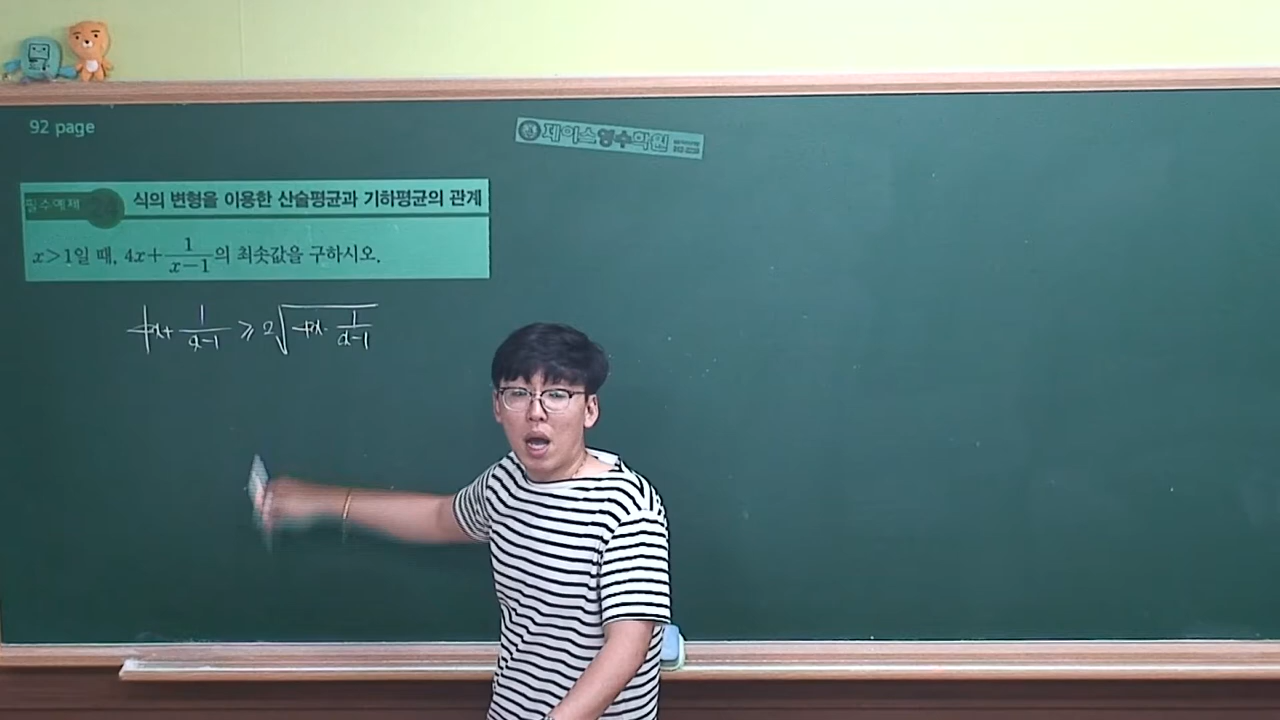 92 page
제이스영수학원
필수예제
식의 변형을 이용한 산술평균과 기하평균의 관계
x>1일 때, 4x+1/(x-1)의 최솟값을 구하시오.
4x+1/(x-1) ≥ 2√(4x·1/(x-1))